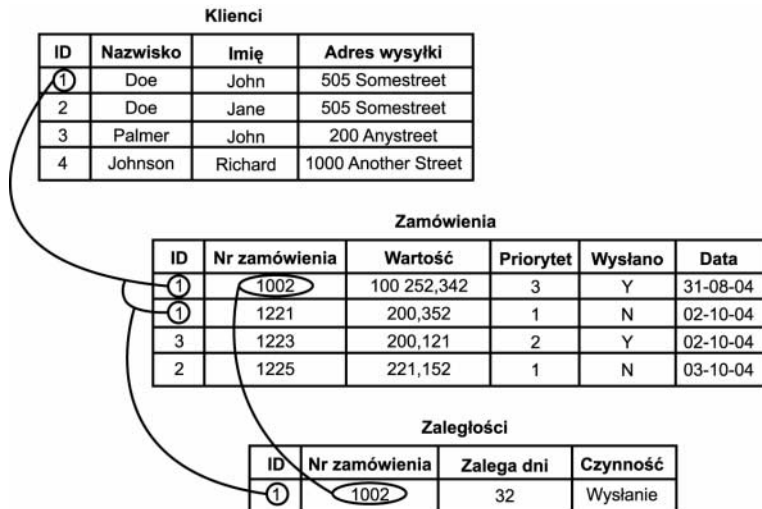 Klienci
ID Nazwisko Imię Adres wysyłki
1 Doe John 505 Somestreet
2 Doe Jane 505 Somestreet
3 Palmer John 200 Anystreet
4 Johnson Richard 1000 Another Street
Zamówienia
ID Nr zamówienia Wartość Priorytet Wysłano Data
1 1002 100 252,342 3 Y 31-08-04
1 1221 200,352 1 N 02-10-04
3 1223 200,121 2 Y 02-10-04
2 1225 221,152 1 N 03-10-04
Zaległości
ID Nr zamówienia Zalega dni Czynność
1 1002 32 Wysłanie